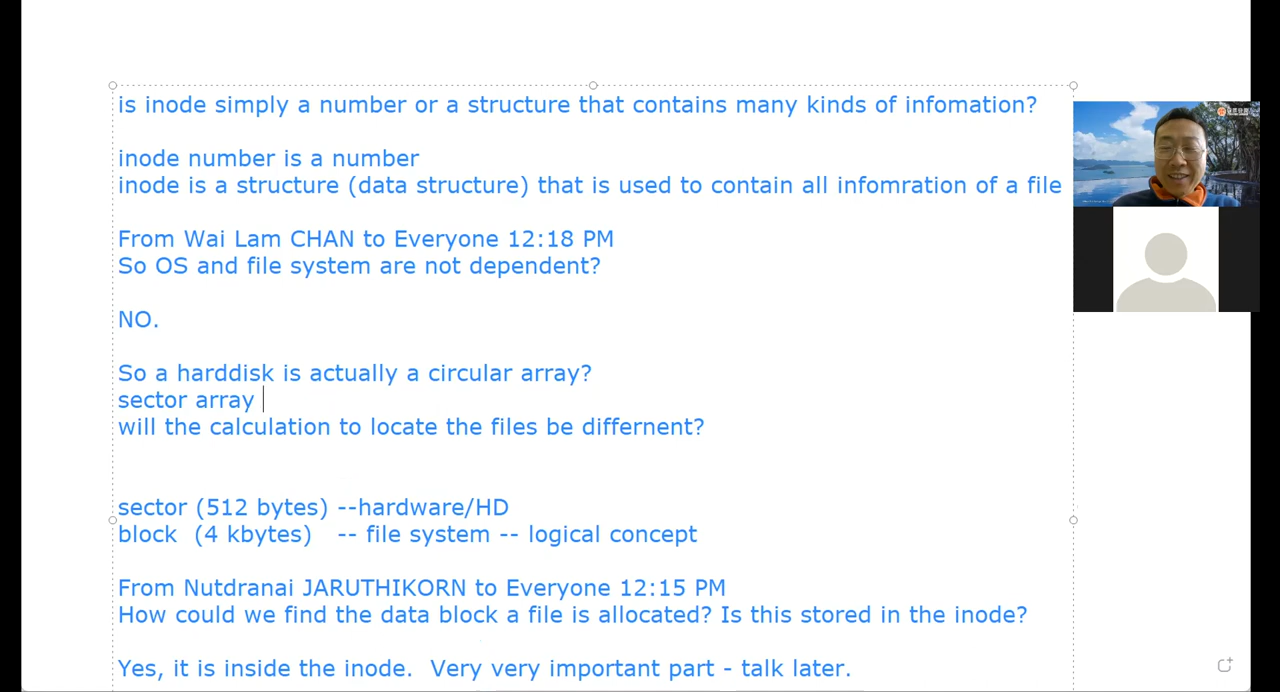 is inode simply a number or a structure that contains many kinds of infomation?
inode number is a number
inode is a structure (data structure) that is used to contain all infomration of a file
From Wai Lam CHAN to Everyone 12:18 PM
So OS and file system are not dependent?
NO.
So a harddisk is actually a circular array?
sector array
will the calculation to locate the files be differnent?
sector (512 bytes) --hardware/HD
block (4 kbytes) -- file system -- logical concept
From Nutdranai JARUTHIKORN to Everyone 12:15 PM
How could we find the data block a file is allocated? Is this stored in the inode?
Yes, it is inside the inode. Very very important part - talk later.